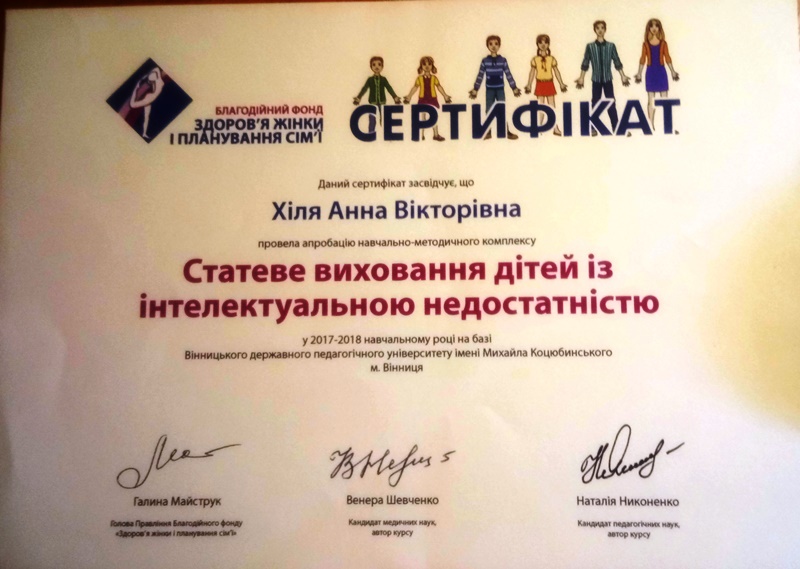 БЛАГОДІЙНИЙ ФОНД
ЗДОРОВ'Я ЖІНКИ
І ПЛАНУВАННЯ СІМ'Ї
СЕРТИФІКАТ
Даний сертифікат засвідчує, що
Хіля Анна Вікторівна
провела апробацію навчально-методичного комплексу
Статеве виховання дітей із
інтелектуальною недостатністю
у 2017-2018 навчальному році на базі
Вінницького державного педагогічного університету імені Михайла Коцюбинського
м. Вінниця
Галина Майструк
Голова Правління Благодійного фонду
«Здоров'я жінки і планування сім'ї»
Венера Шевченко
Кандидат медичних наук,
автор курсу
Наталія Никоненко
Кандидат педагогічних наук,
автор курсу